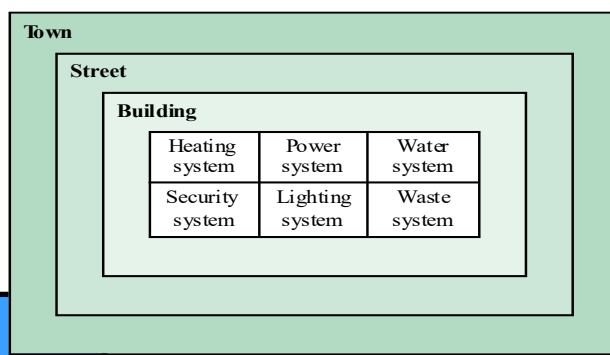 Town
Street
Building
Heating Power Water
system system system
Security Lighting Waste
system system system